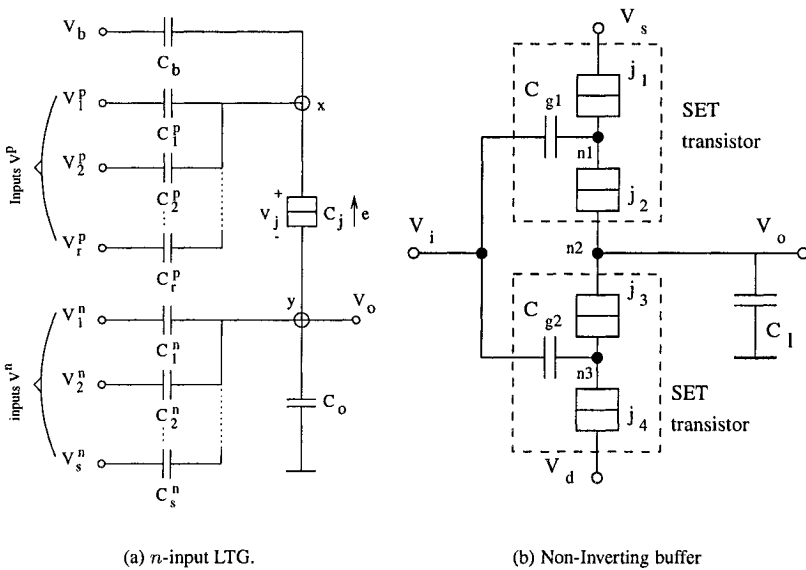 V_b
C_b
V_1^p
C_1^p
V_2^p
C_2^p
V_r^p
C_r^p
Inputs V^p
x
+
V_j
-
C_j
e
y
V_o
V_1^n
C_1^n
V_2^n
C_2^n
V_s^n
C_s^n
inputs V^n
C_o
(a) n-input LTG.
V_s
j_1
C_g1
n1
j_2
SET
transistor
V_i
n2
V_o
C_g2
j_3
n3
j_4
C_l
SET
transistor
V_d
(b) Non-Inverting buffer